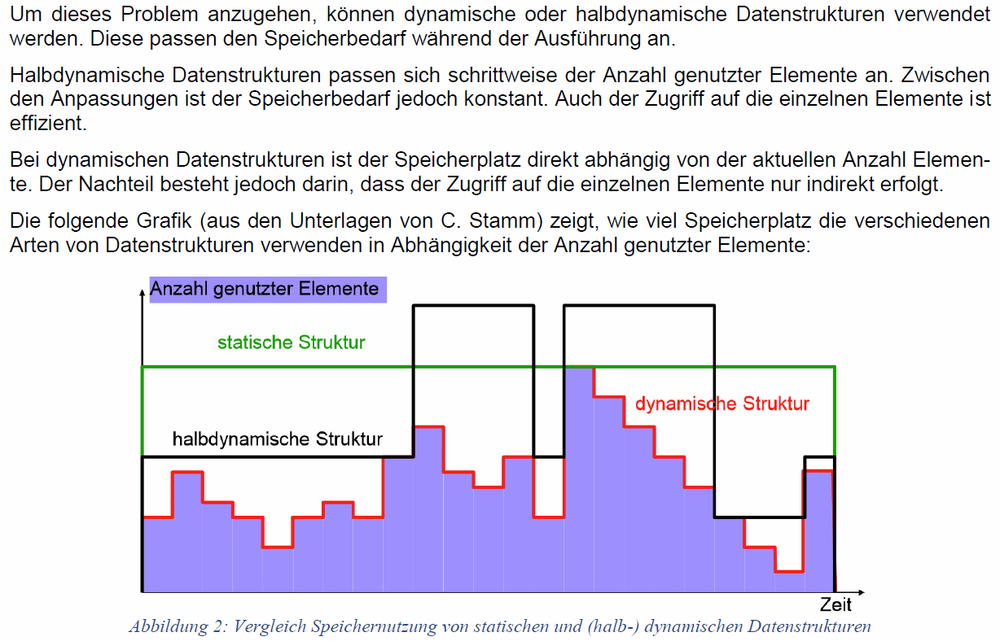 Um dieses Problem anzugehen, können dynamische oder halbdynamische Datenstrukturen verwendet
werden. Diese passen den Speicherbedarf während der Ausführung an.
Halbdynamische Datenstrukturen passen sich schrittweise der Anzahl genutzter Elemente an. Zwischen
den Anpassungen ist der Speicherbedarf jedoch konstant. Auch der Zugriff auf die einzelnen Elemente ist
effizient.
Bei dynamischen Datenstrukturen ist der Speicherplatz direkt abhängig von der aktuellen Anzahl Elemen-
te. Der Nachteil besteht jedoch darin, dass der Zugriff auf die einzelnen Elemente nur indirekt erfolgt.
Die folgende Grafik (aus den Unterlagen von C. Stamm) zeigt, wie viel Speicherplatz die verschiedenen
Arten von Datenstrukturen verwenden in Abhängigkeit der Anzahl genutzter Elemente:
Anzahl genutzter Elemente
statische Struktur
dynamische Struktur
halbdynamische Struktur
Zeit
Abbildung 2: Vergleich Speichernutzung von statischen und (halb-) dynamischen Datenstrukturen